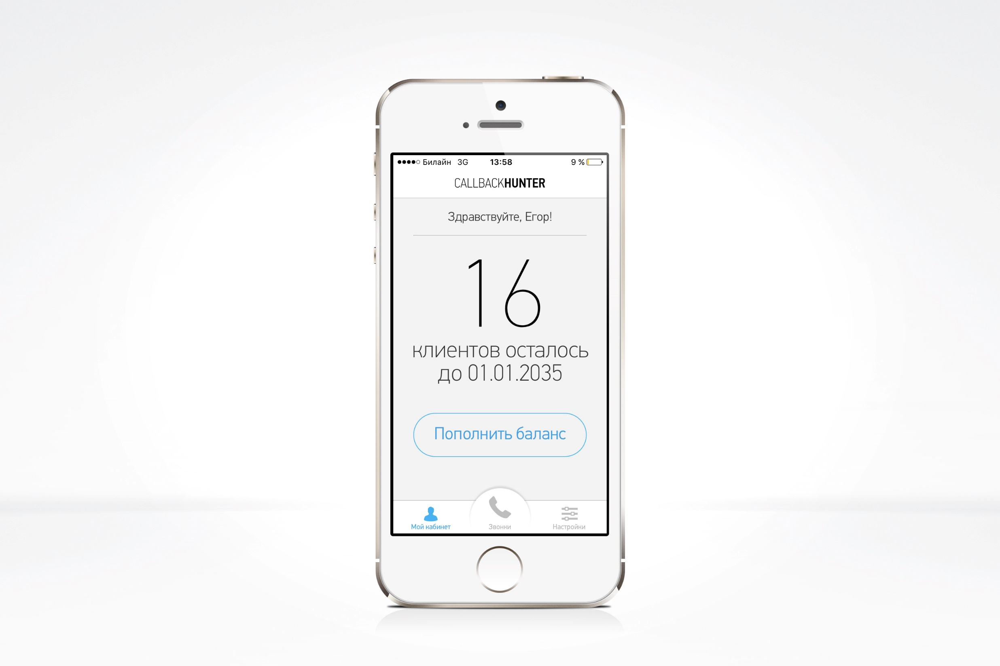 Билайн 3G 13:58 9 %
CALLBACKHUNTER
Здравствуйте, Егор!
16
клиентов осталось
до 01.01.2035
Пополнить баланс
Мой кабинет Звонки Настройки